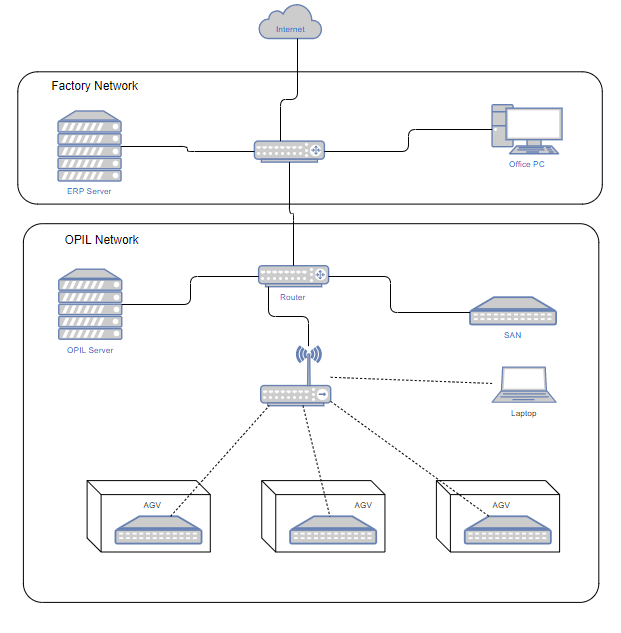 Internet
Factory Network
ERP Server
Office PC
OPIL Network
Router
OPIL Server
SAN
Laptop
AGV
AGV
AGV